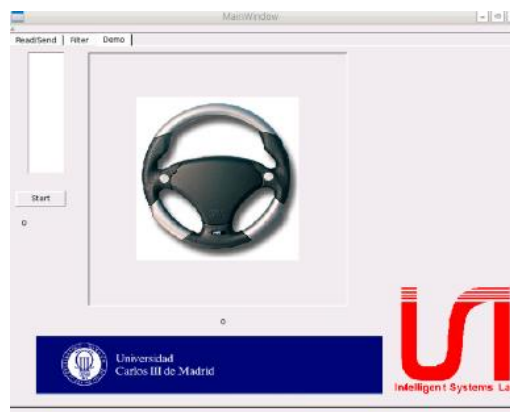 MainWindow
Read/Send Filter Demo
Start
0
0
Universidad
Carlos III de Madrid
Intelligent Systems La